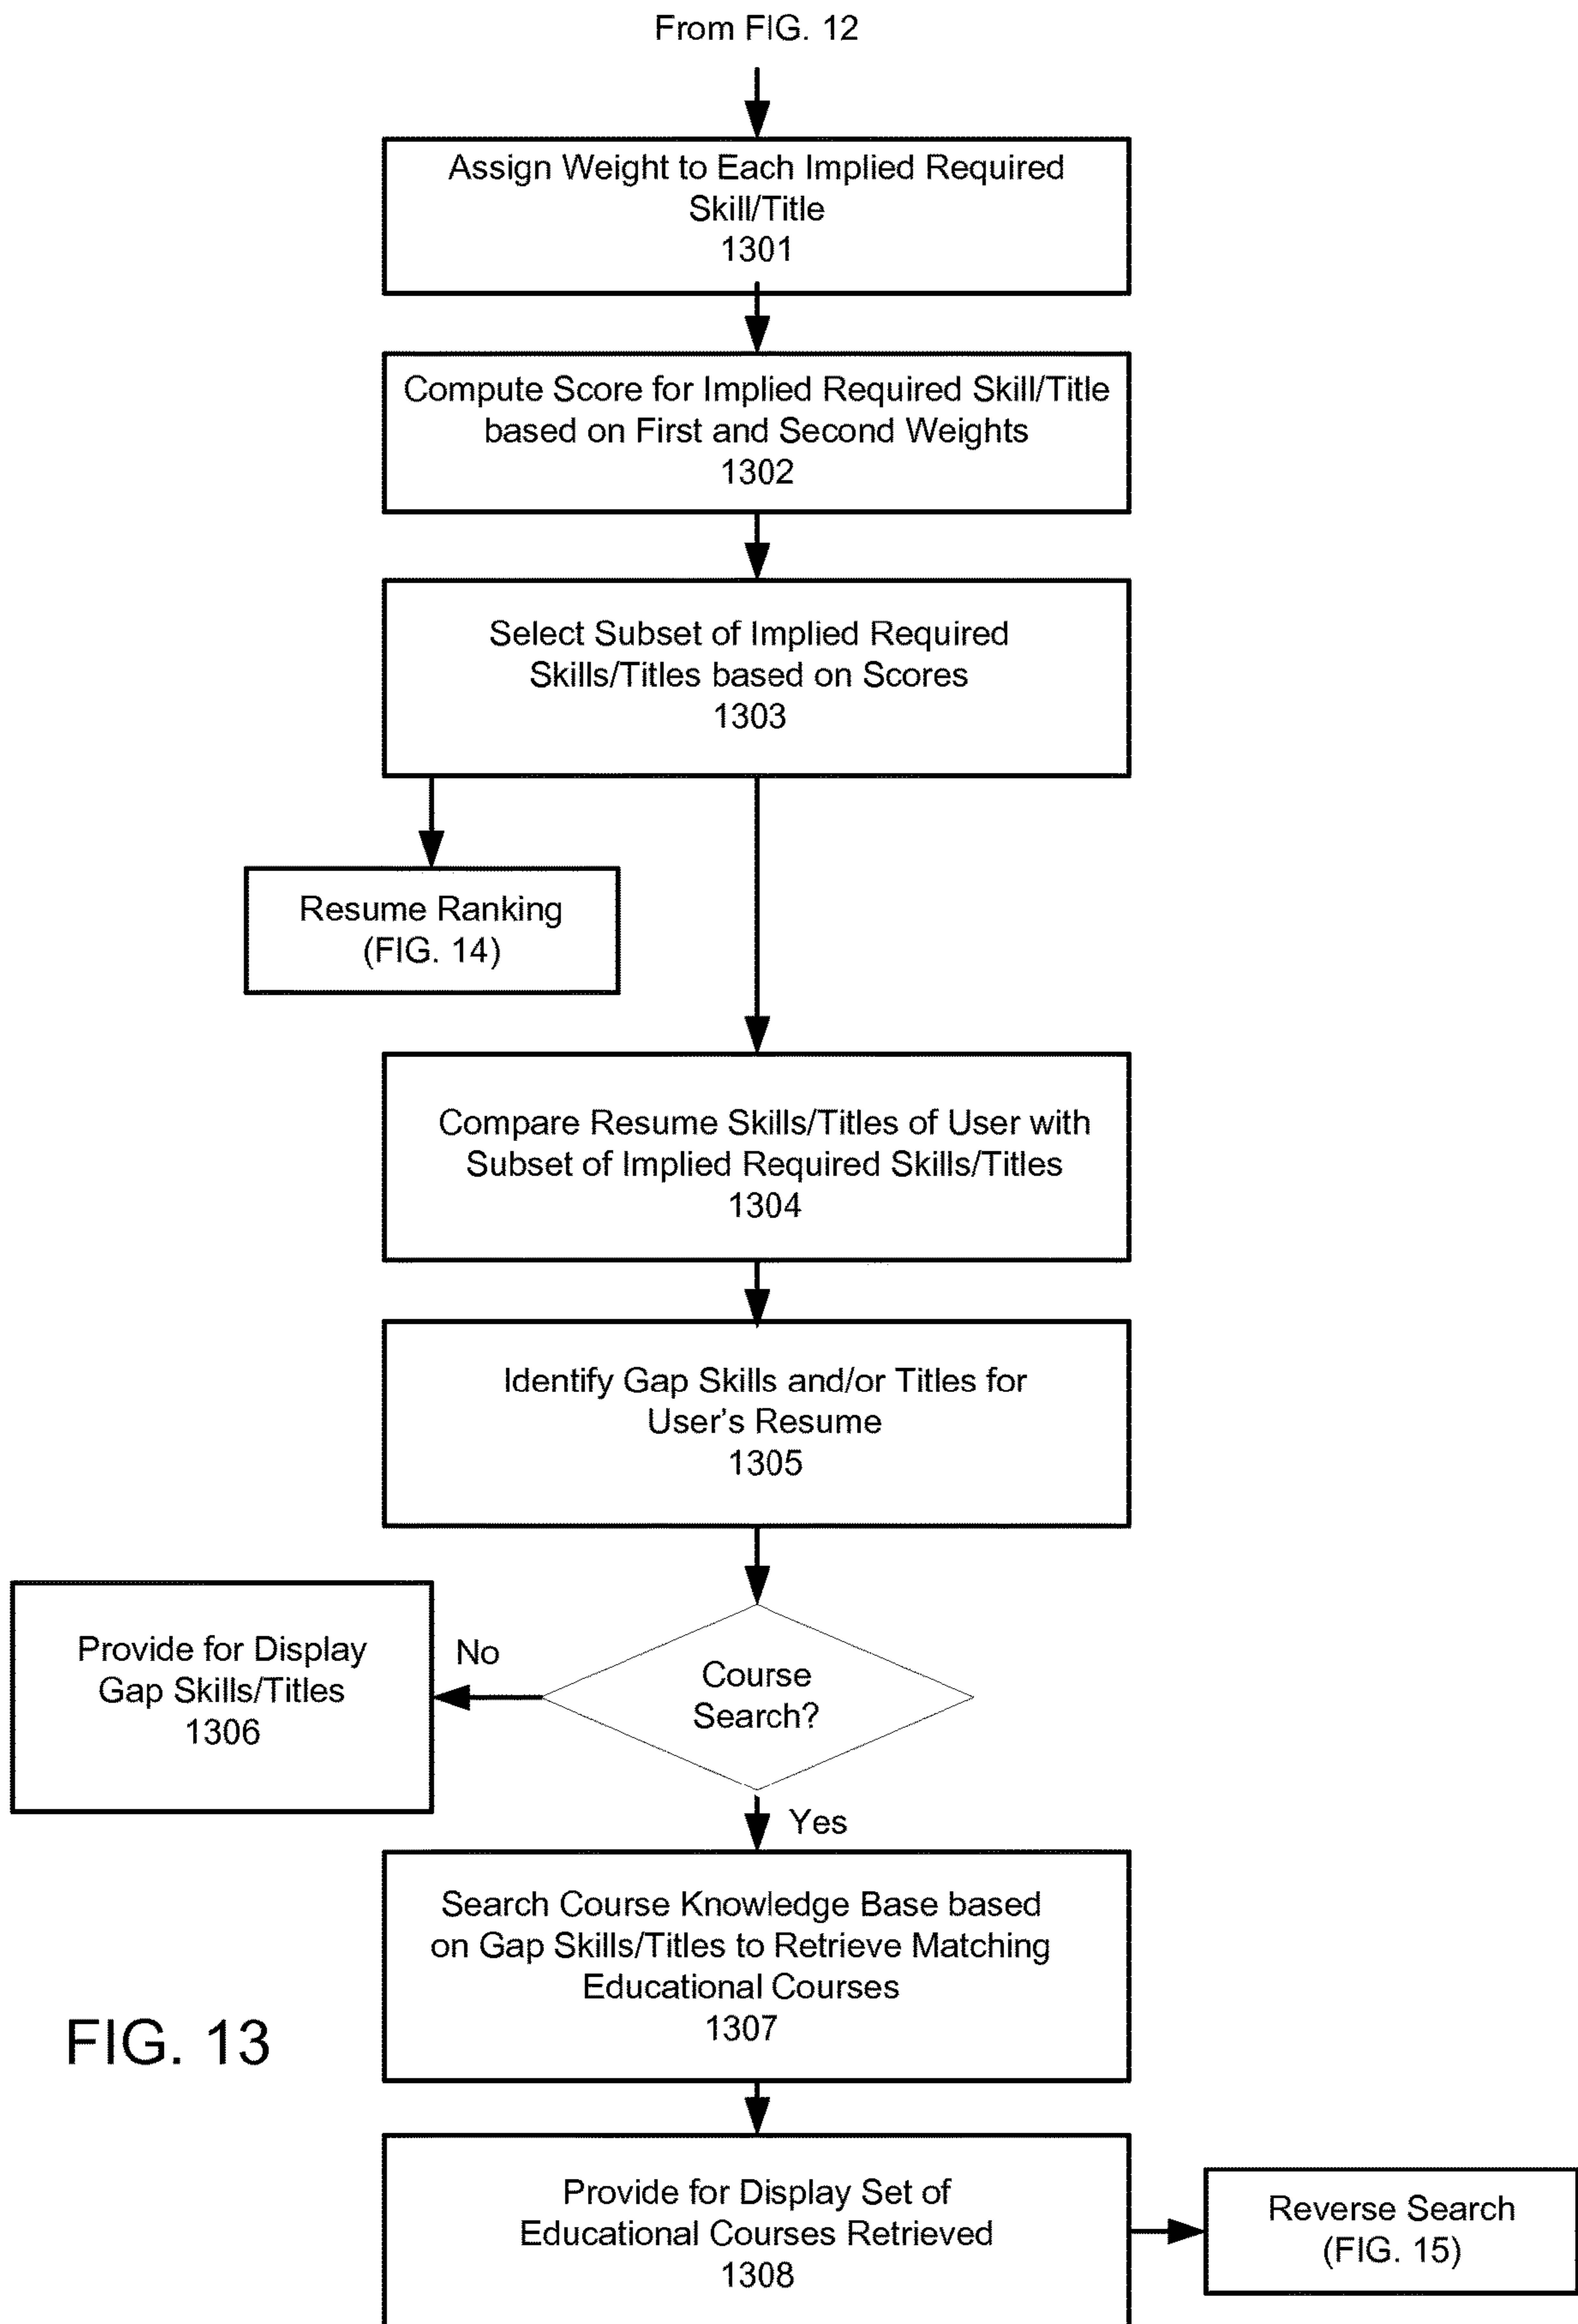 From FIG. 12
Assign Weight to Each Implied Required
Skill/Title
1301
Compute Score for Implied Required Skill/Title
based on First and Second Weights
1302
Select Subset of Implied Required
Skills/Titles based on Scores
1303
Resume Ranking
(FIG. 14)
Compare Resume Skills/Titles of User with
Subset of Implied Required Skills/Titles
1304
Identify Gap Skills and/or Titles for
User's Resume
1305
Provide for Display
Gap Skills/Titles
1306
No
Course
Search?
Yes
Search Course Knowledge Base based
on Gap Skills/Titles to Retrieve Matching
Educational Courses
1307
FIG. 13
Provide for Display Set of
Educational Courses Retrieved
1308
Reverse Search
(FIG. 15)